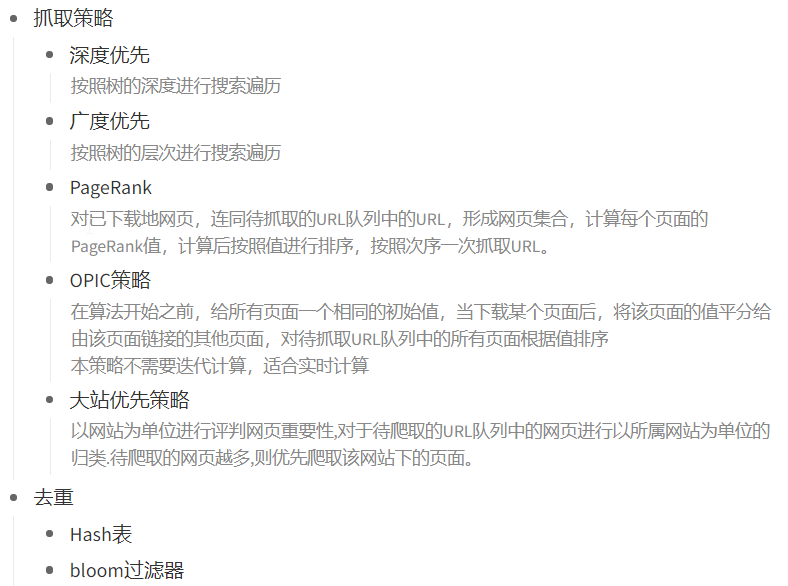 抓取策略
深度优先
按照树的深度进行搜索遍历
广度优先
按照树的层次进行搜索遍历
PageRank
对已下载地网页，连同待抓取的URL队列中的URL，形成网页集合，计算每个页面的
PageRank值，计算后按照值进行排序，按照次序一次抓取URL。
OPIC策略
在算法开始之前，给所有页面一个相同的初始值，当下载某个页面后，将该页面的值平分给
由该页面链接的其他页面，对待抓取URL队列中的所有页面根据值排序
本策略不需要迭代计算，适合实时计算
大站优先策略
以网站为单位进行评判网页重要性,对于待爬取的URL队列中的网页进行以所属网站为单位的
归类.待爬取的网页越多,则优先爬取该网站下的页面。
去重
Hash表
bloom过滤器